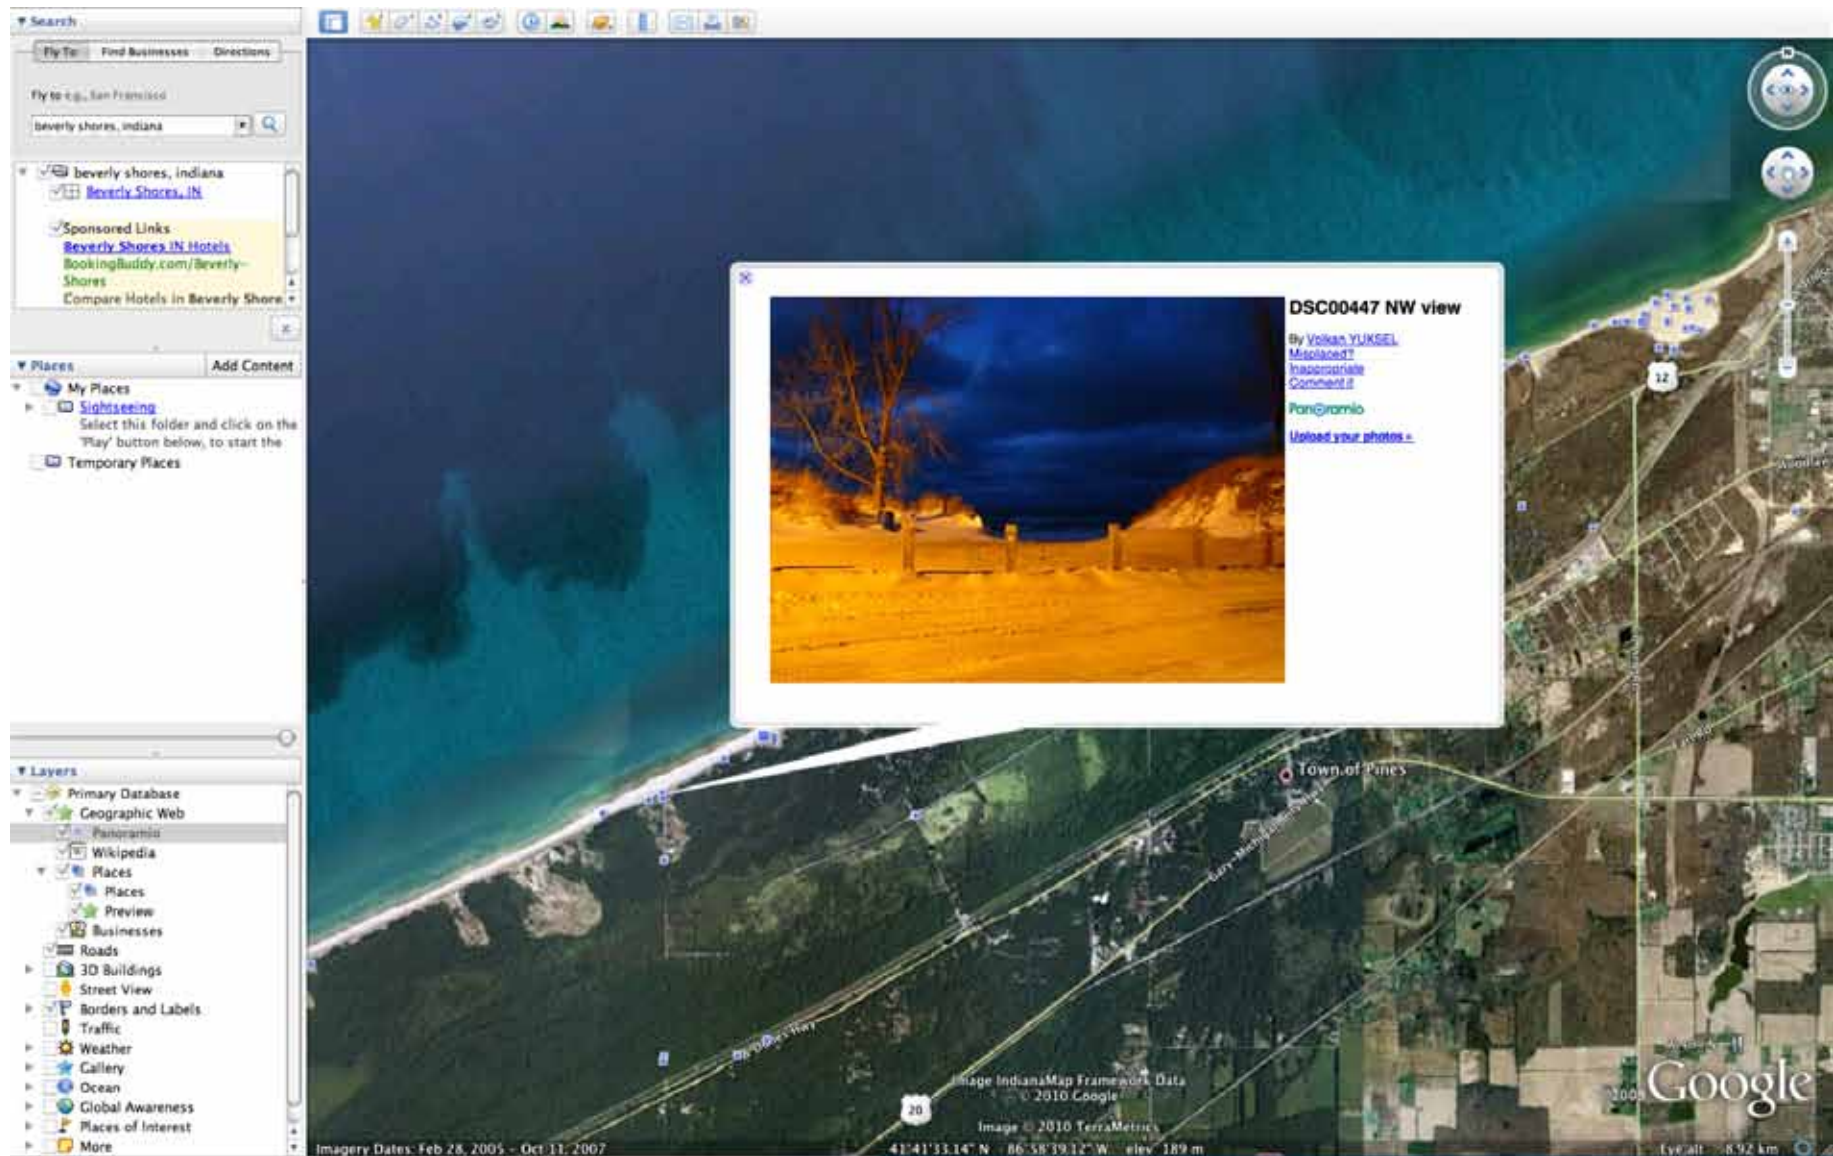 Search
Fly To
Find Businesses
Directions
Fly to e.g., San Francisco
beverly shores, indiana
beverly shores, indiana
Beverly Shores, IN
Sponsored Links
Beverly Shores IN Hotels
BookingBuddy.com/Beverly-
Shores
Compare Hotels in Beverly Shore
Places
Add Content
My Places
Sightseeing
Select this folder and click on the
'Play' button below, to start the
Temporary Places
Layers
Primary Database
Geographic Web
Panoramio
Wikipedia
Places
Places
Preview
Businesses
Roads
3D Buildings
Street View
Borders and Labels
Traffic
Weather
Gallery
Ocean
Global Awareness
Places of Interest
More
N
DSC00447 NW view
By Volkan YUKSEL
Misplaced?
Inappropriate
Comment it
Panoramio
Upload your photos »
12
Town of Pines
20
Image IndianaMap Framework Data
© 2010 Google
Image © 2010 TerraMetrics
Google
Imagery Dates: Feb 28, 2005 - Oct 11, 2007
41°41'33.14" N
86°58'39.12" W
elev 189 m
Eye alt 8.92 km